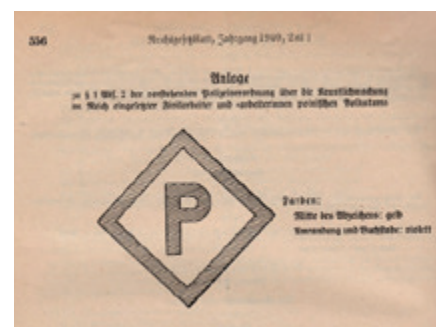 556
Reichsgesetzblatt, Jahrgang 1940, Teil I
Anlage
zu § 1 Abs. 2 der vorstehenden Polizeiverordnung über die Kenntlichmachung
im Reich eingesetzter Zivilarbeiter und -arbeiterinnen polnischen Volkstums
P
Farben:
Mitte des Abzeichens: gelb
Umrandung und Buchstabe: violett